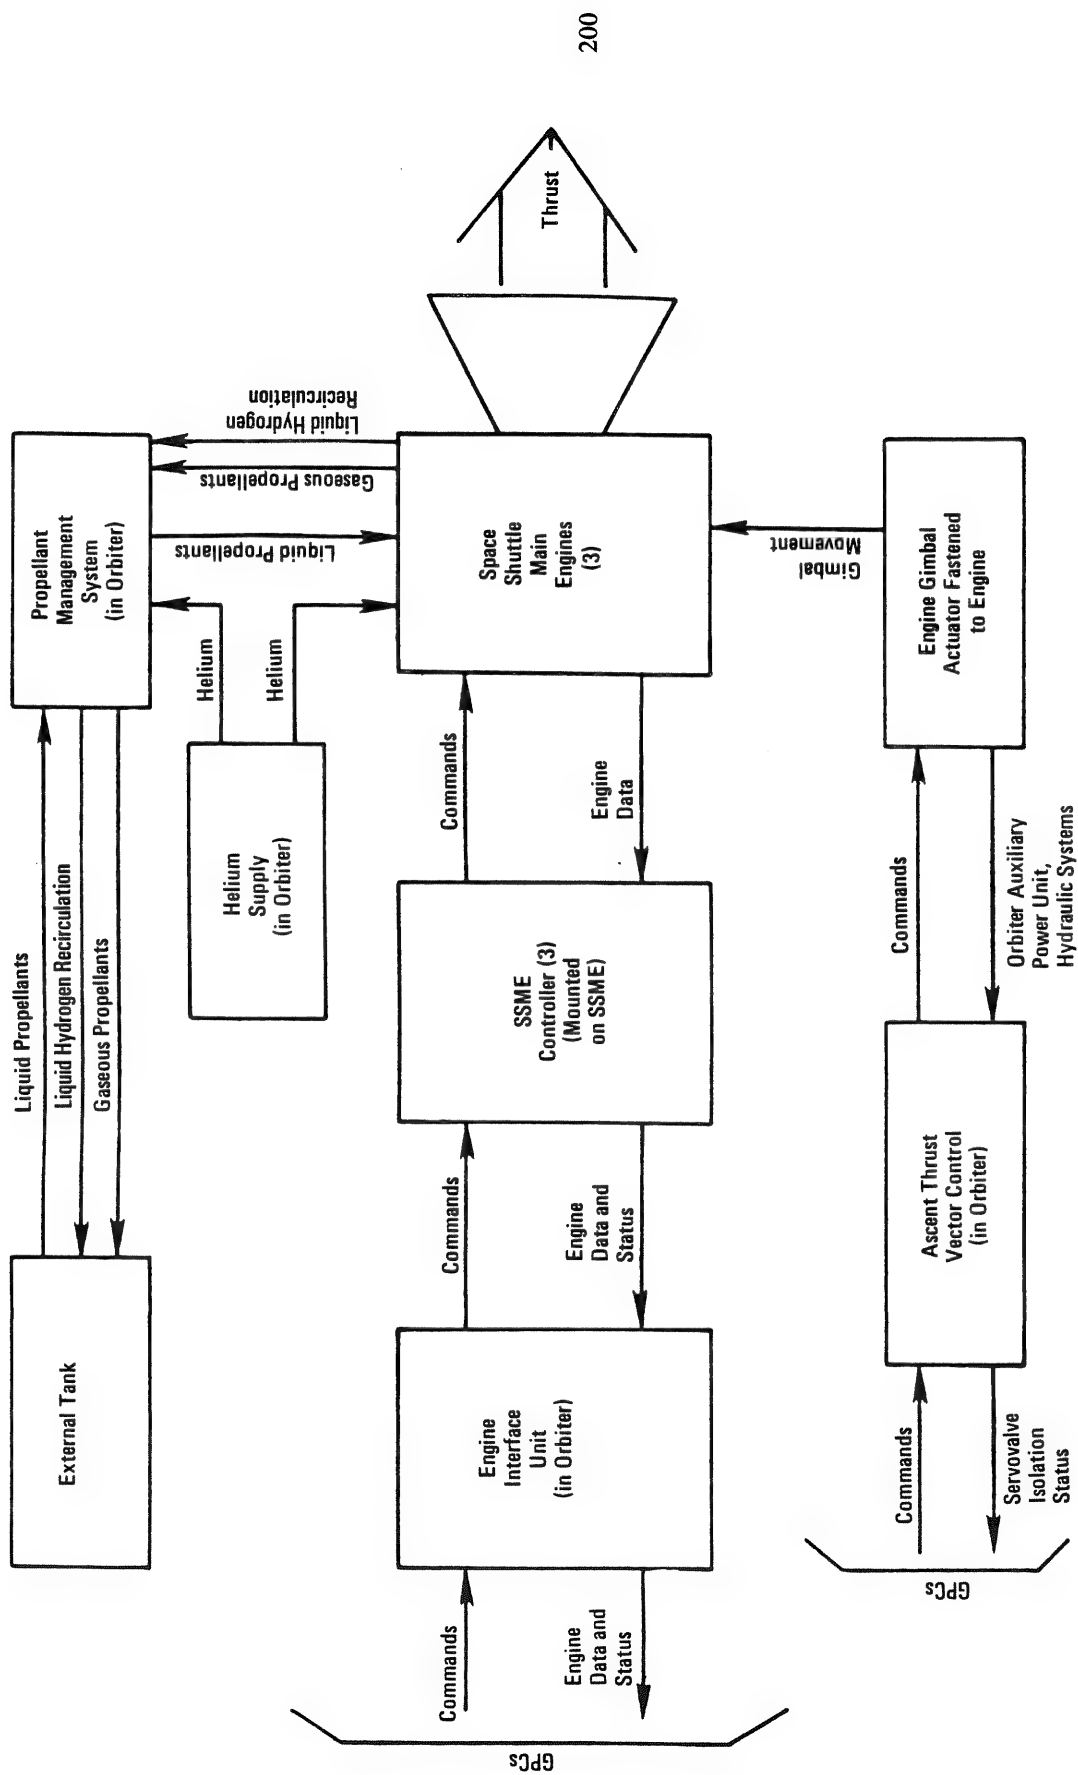 200
External Tank
Liquid Propellants
Liquid Hydrogen Recirculation
Gaseous Propellants
Propellant
Management
System
(in Orbiter)
Helium
Supply
(in Orbiter)
Helium
Helium
Liquid Propellants
Gaseous Propellants
Liquid Hydrogen
Recirculation
GPCs
Commands
Engine
Data and
Status
Engine
Interface
Unit
(in Orbiter)
Commands
Engine
Data and
Status
SSME
Controller (3)
(Mounted
on SSME)
Commands
Engine
Data
Space
Shuttle
Main
Engines
(3)
Thrust
Gimbal
Movement
GPCs
Commands
Servovalve
Isolation
Status
Ascent Thrust
Vector Control
(in Orbiter)
Commands
Orbiter Auxiliary
Power Unit,
Hydraulic Systems
Engine Gimbal
Actuator Fastened
to Engine